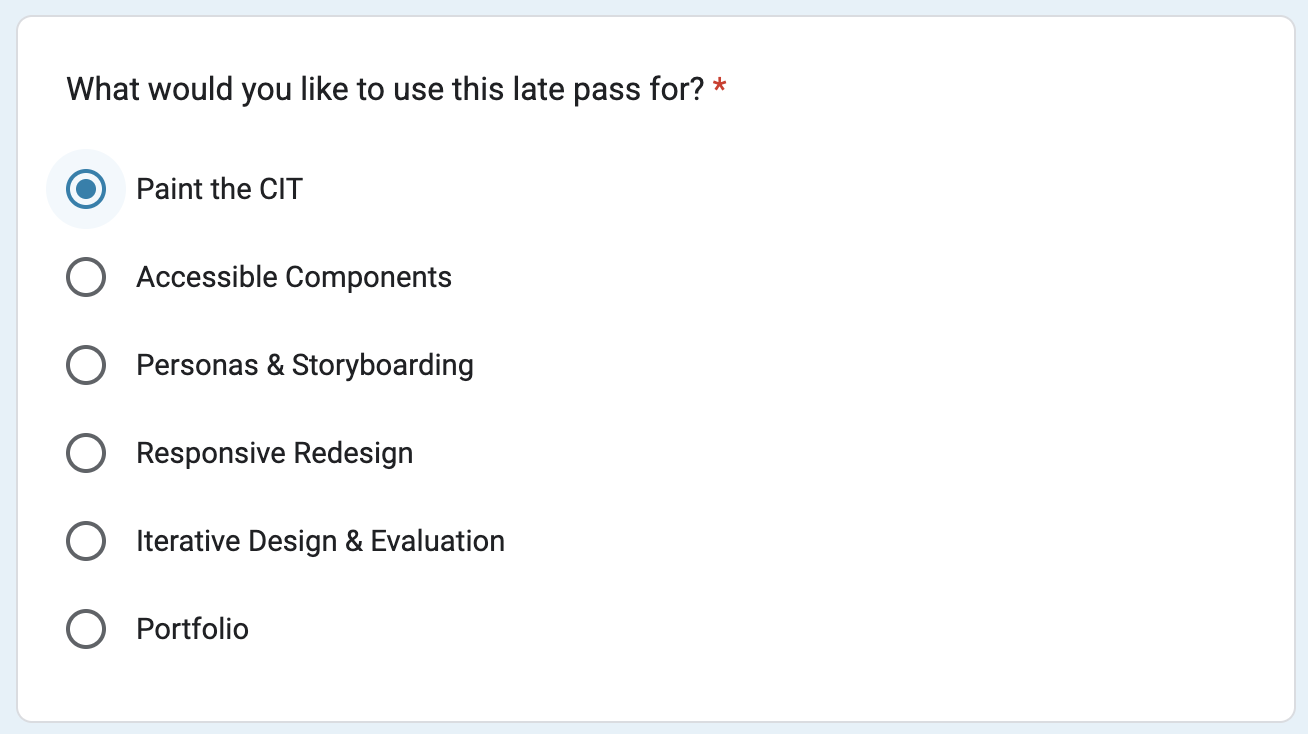 What would you like to use this late pass for? *
Paint the CIT
Accessible Components
Personas & Storyboarding
Responsive Redesign
Iterative Design & Evaluation
Portfolio